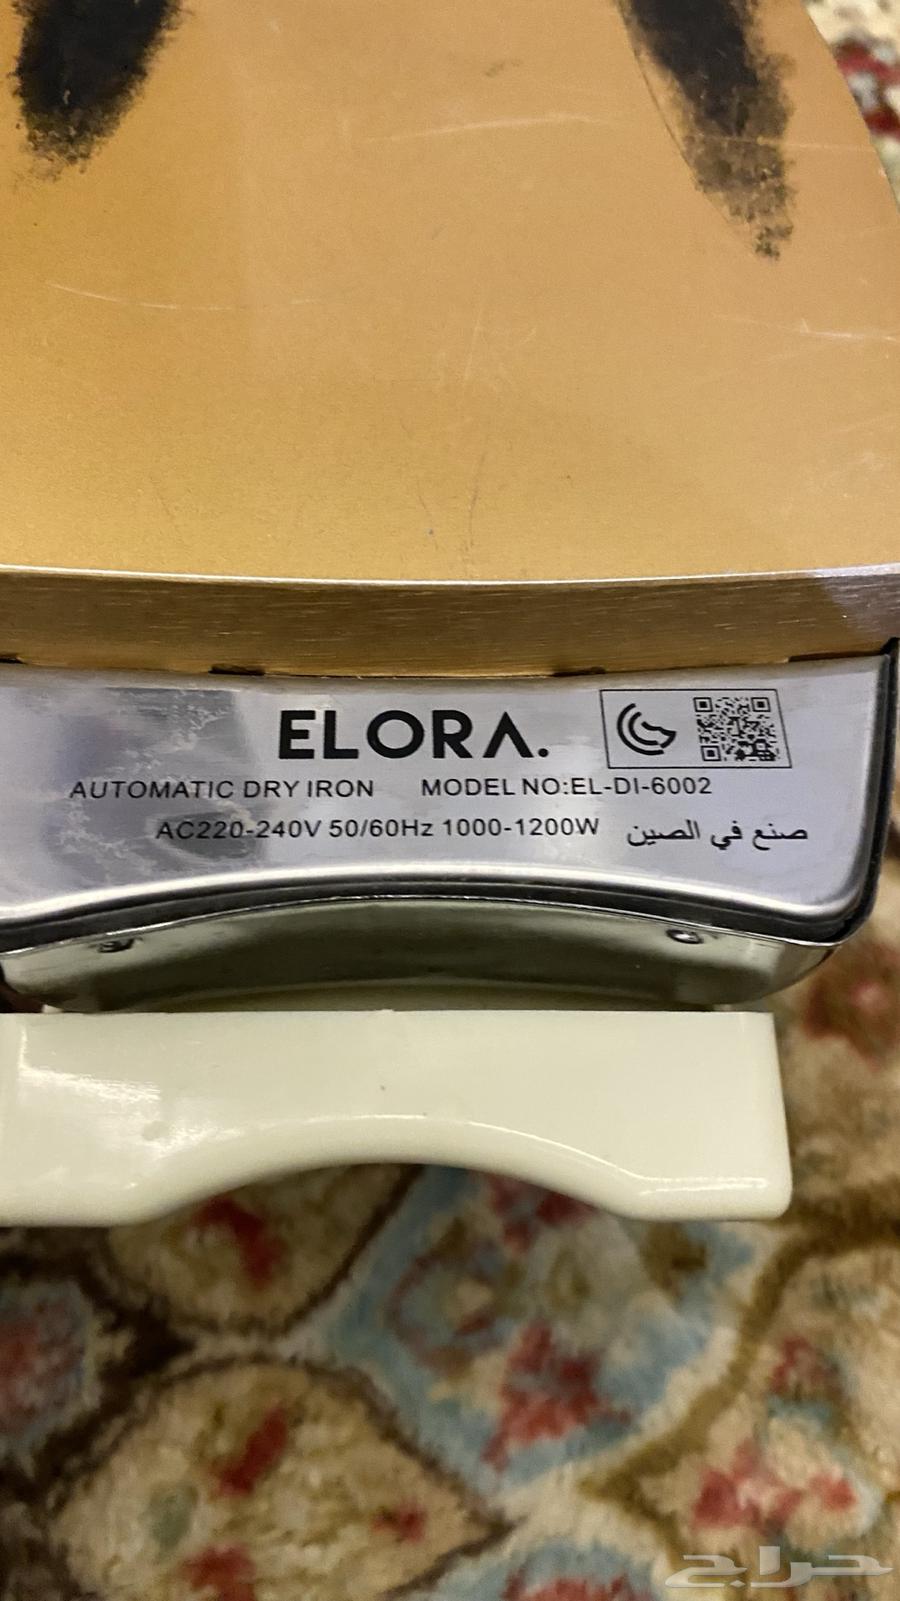 ELORA.
AUTOMATIC DRY IRON MODEL NO:EL-DI-6002
AC220-240V 50/60Hz 1000-1200W صنع في الصين
حراج